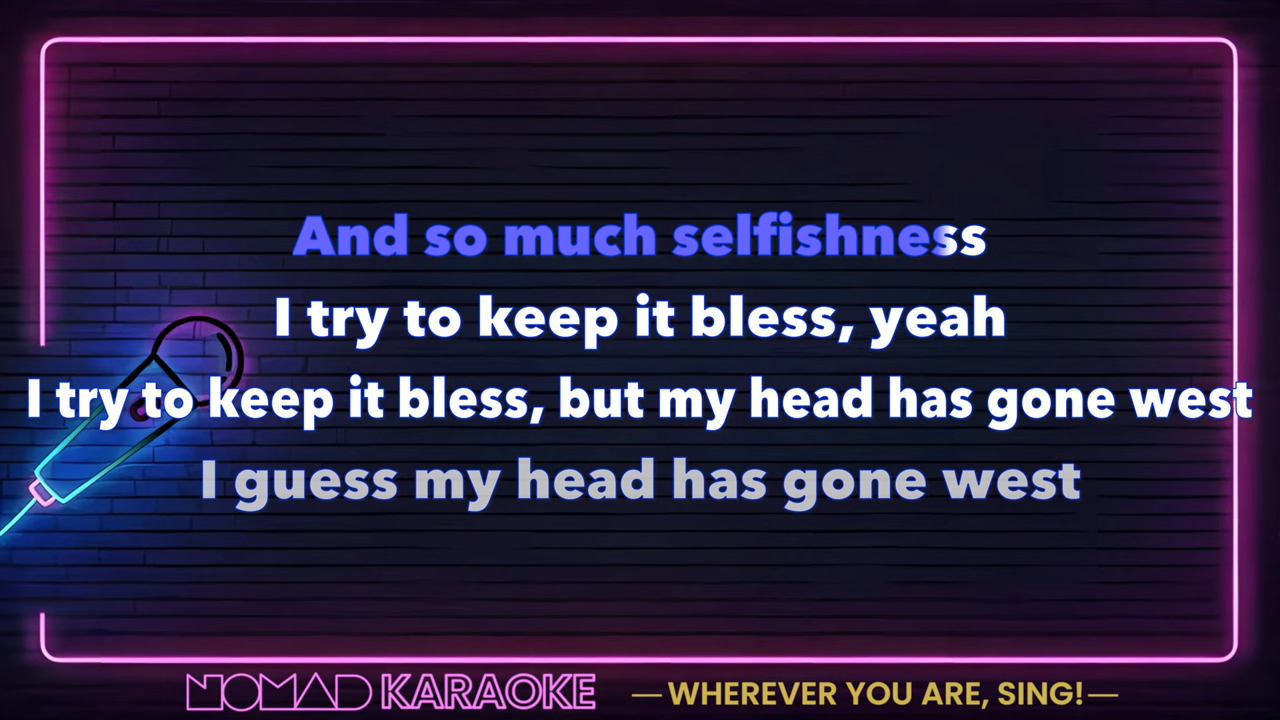 And so much selfishness
I try to keep it bless, yeah
I try to keep it bless, but my head has gone west
I guess my head has gone west
NOMAD KARAOKE — WHEREVER YOU ARE, SING! —